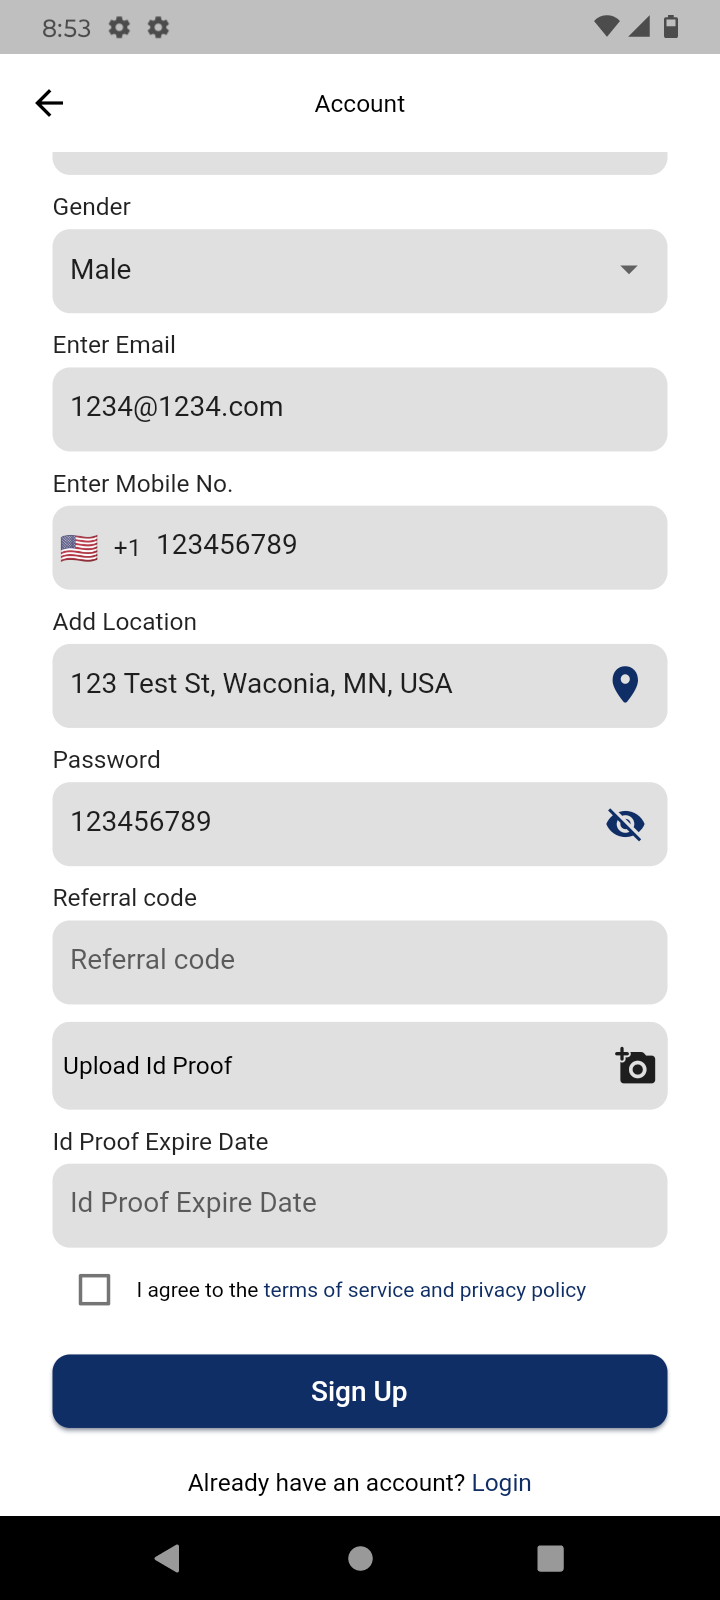 8:53
Account
Gender
Male
Enter Email
1234@1234.com
Enter Mobile No.
+1 123456789
Add Location
123 Test St, Waconia, MN, USA
Password
123456789
Referral code
Referral code
Upload Id Proof
Id Proof Expire Date
Id Proof Expire Date
I agree to the terms of service and privacy policy
Sign Up
Already have an account? Login